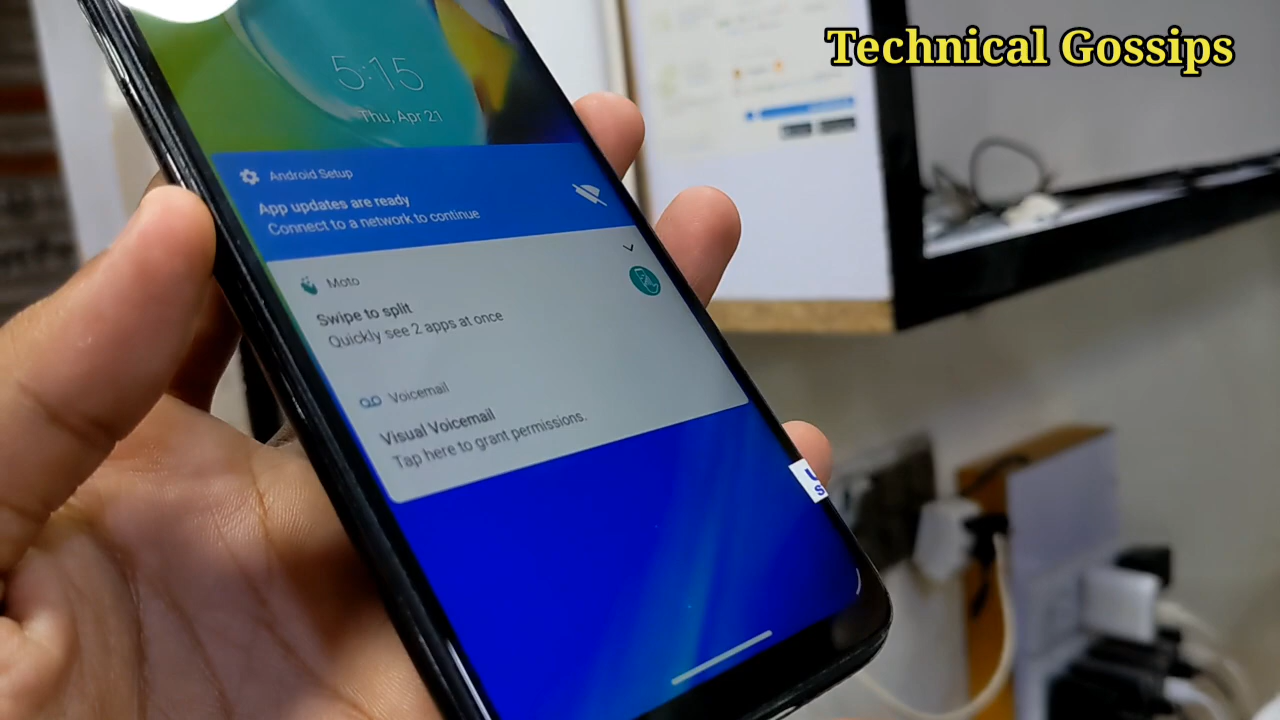 Technical Gossips
5:15
Thu, Apr 21
Android Setup
App updates are ready
Connect to a network to continue
Moto
Swipe to split
Quickly see 2 apps at once
Voicemail
Visual Voicemail
Tap here to grant permissions.
U
S